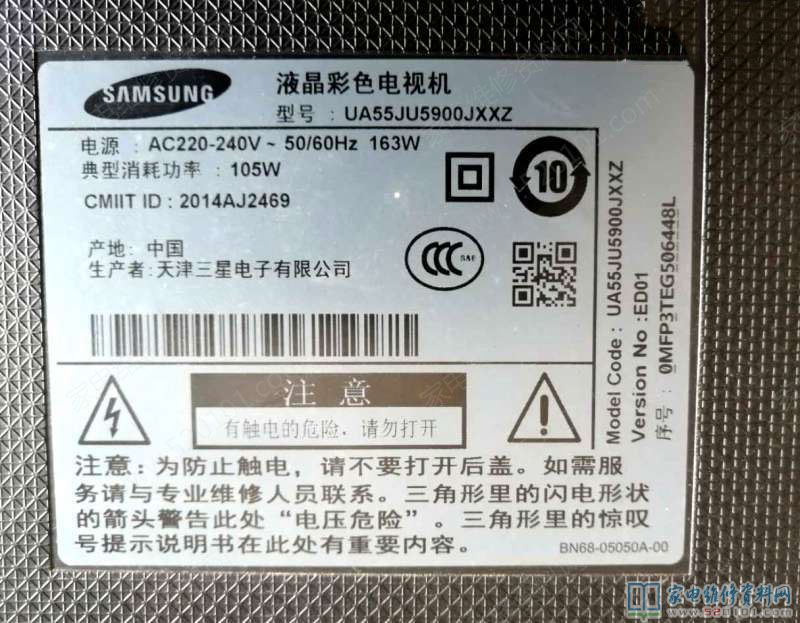 SAMSUNG
液晶彩色电视机
型号：UA55JU5900JXXZ
电源：AC220-240V ~ 50/60Hz 163W
典型消耗功率：105W
CMIIT ID : 2014AJ2469
10
产地: 中国
生产者:天津三星电子有限公司
CCC
S&E
Model Code : UA55JU5900JXXZ
Version No :ED01
序号 : 0MFP3TEG506448L
注 意
有触电的危险，请勿打开
注意:为防止触电，请不要打开后盖。如需服
务请与专业维修人员联系。三角形里的闪电形状
的箭头警告此处“电压危险”。三角形里的惊叹
号提示说明书在此处有重要内容。
BN68-05050A-00
家电维修资料网
www.520101.com